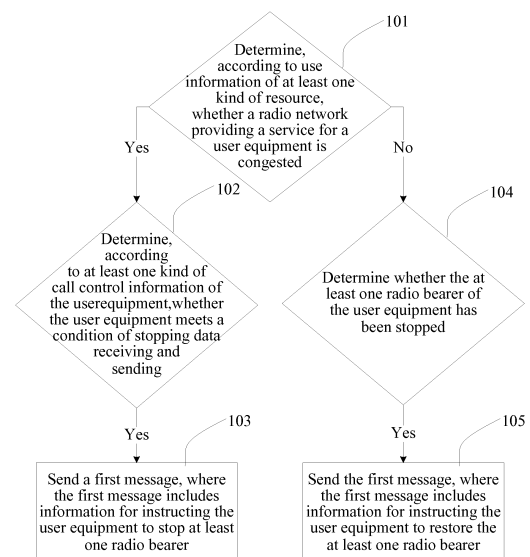 101
Determine,
according to use
information of at least one
kind of resource,
whether a radio network
providing a service for a
user equipment is
congested
Yes
No
102
Determine,
according
to at least one kind of
call control information of
the userequipment,whether
the user equipment meets a
condition of stopping data
receiving and
sending
104
Determine whether the at
least one radio bearer of
the user equipment has
been stopped
Yes
103
Send a first message, where
the first message includes
information for instructing the
user equipment to stop at least
one radio bearer
Yes
105
Send the first message, where
the first message includes
information for instructing the
user equipment to restore the
at least one radio bearer